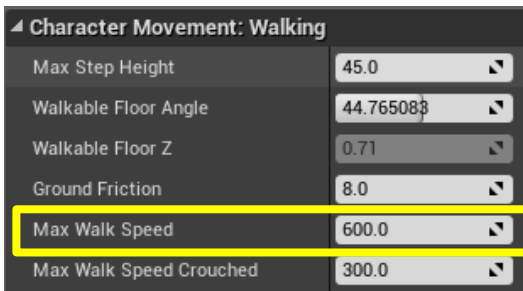 Character Movement: Walking
Max Step Height 45.0
Walkable Floor Angle 44.765083
Walkable Floor Z 0.71
Ground Friction 8.0
Max Walk Speed 600.0
Max Walk Speed Crouched 300.0